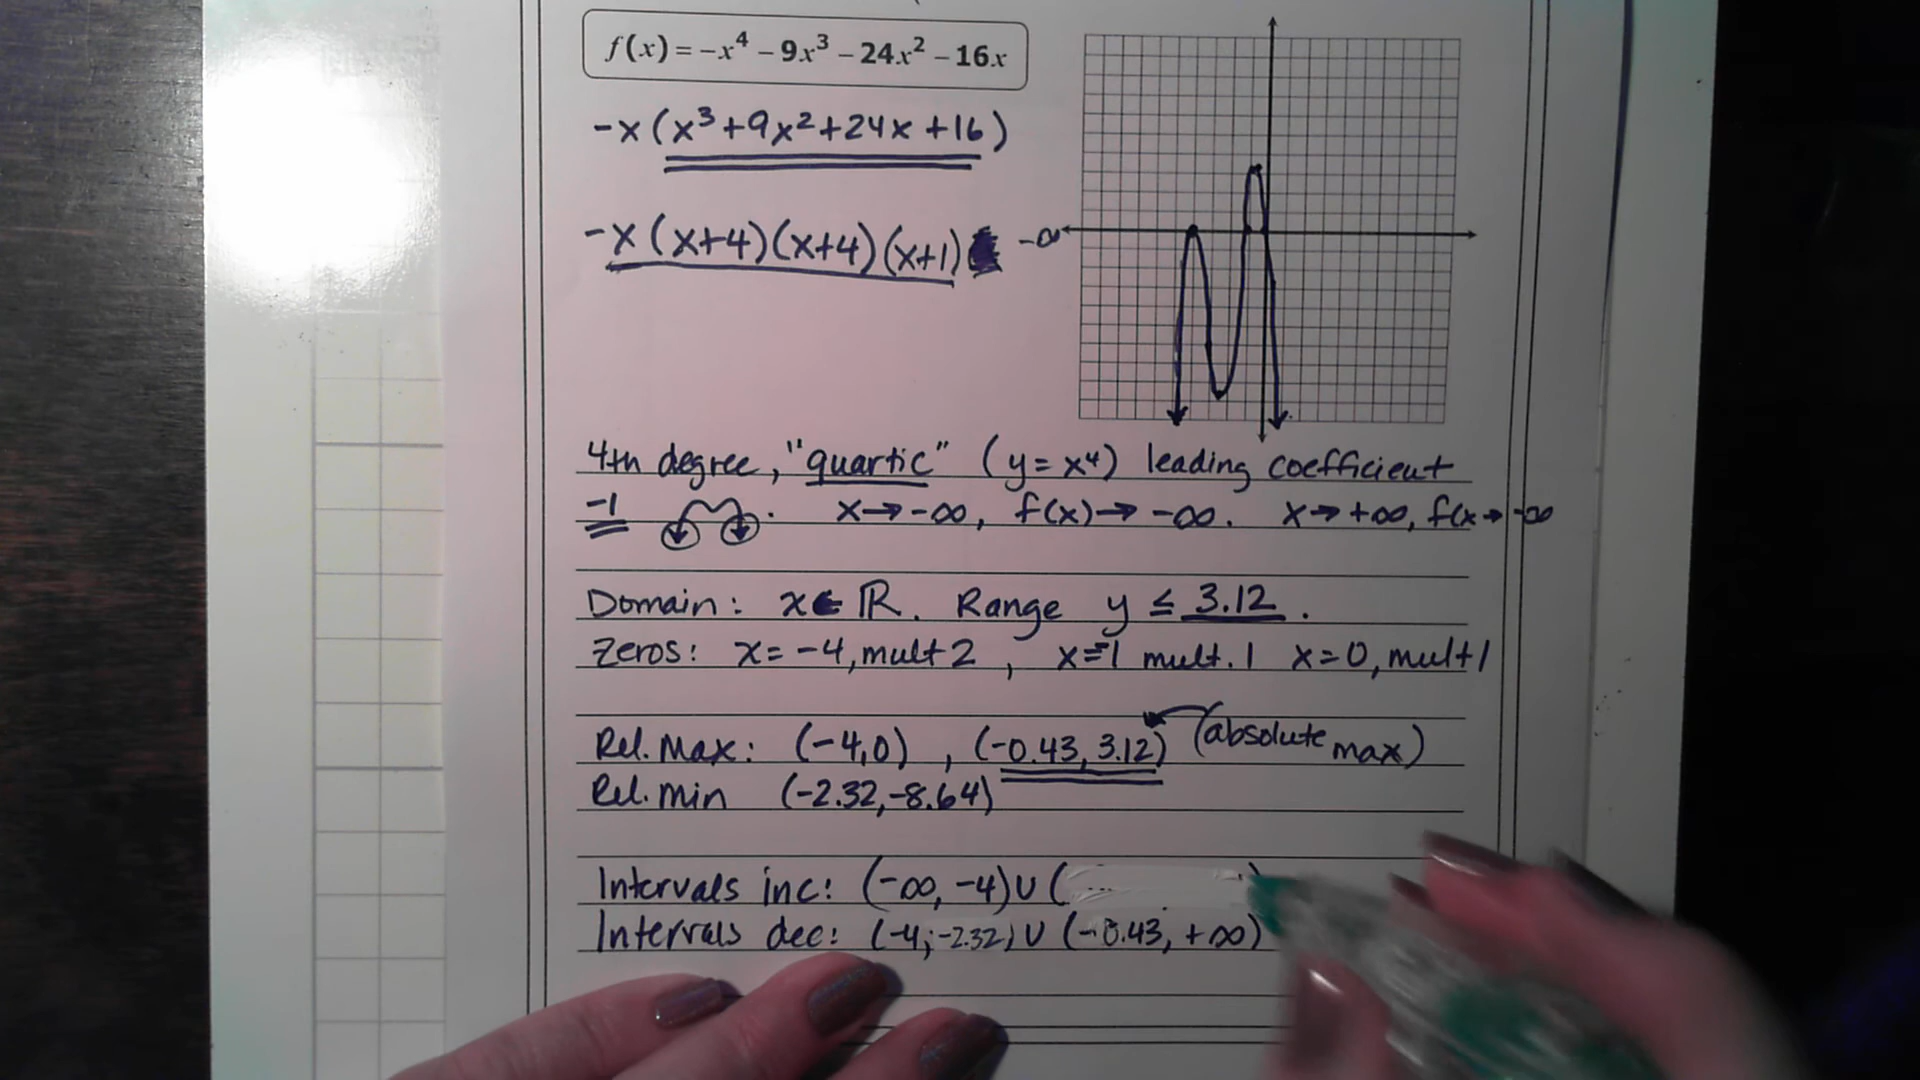 f(x) = −x⁴ − 9x³ − 24x² − 16x
-x (x³+9x²+24x+16)
-x (x+4)(x+4)(x+1)
-∞
4th degree, "quartic" (y = x⁴) leading coefficient
-1 x→-∞, f(x)→ -∞. x→+∞, f(x→-∞
Domain: x∈ℝ. Range y ≤ 3.12.
Zeros: x = -4, mult 2, x=-1 mult. 1 x=0, mult 1
Rel. Max: (-4,0), (-0.43, 3.12) (absolute max)
Rel. Min (-2.32,-8.64)
Intervals inc: (-∞, -4)∪(
Intervals dec: (-4,-2.32)∪(-0.43, +∞)